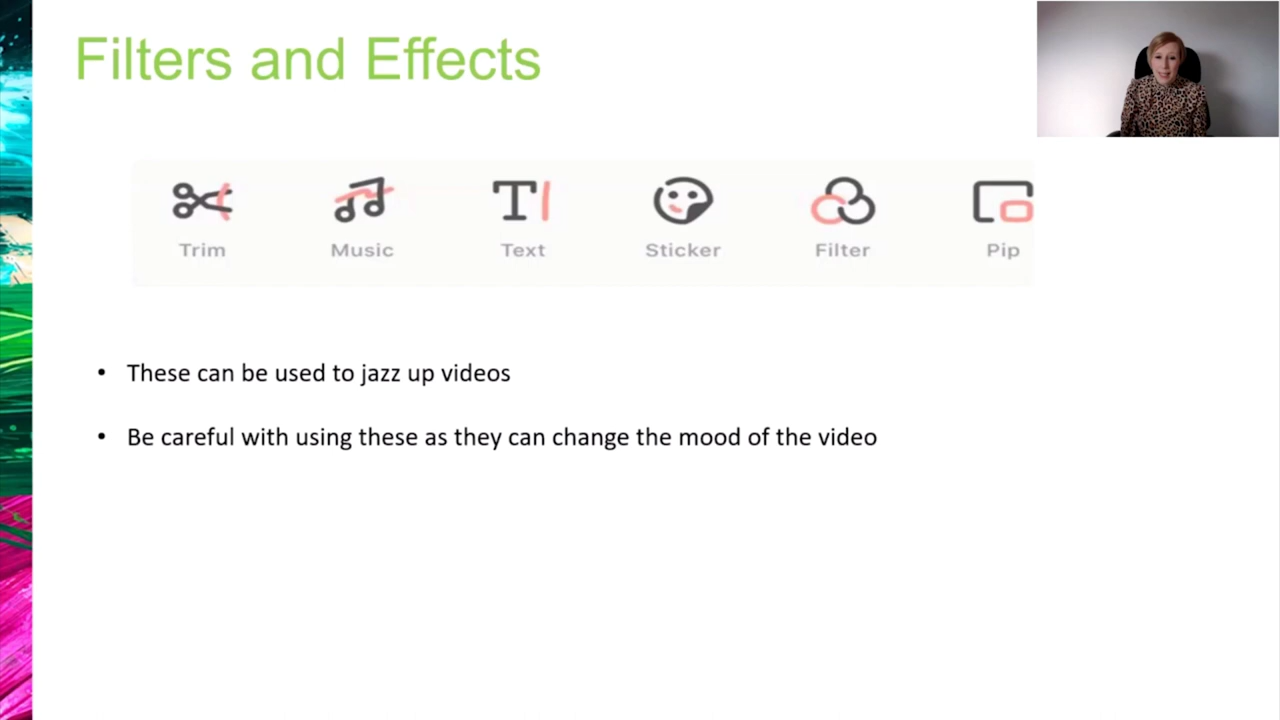 Filters and Effects
Trim Music Text Sticker Filter Pip
• These can be used to jazz up videos
• Be careful with using these as they can change the mood of the video